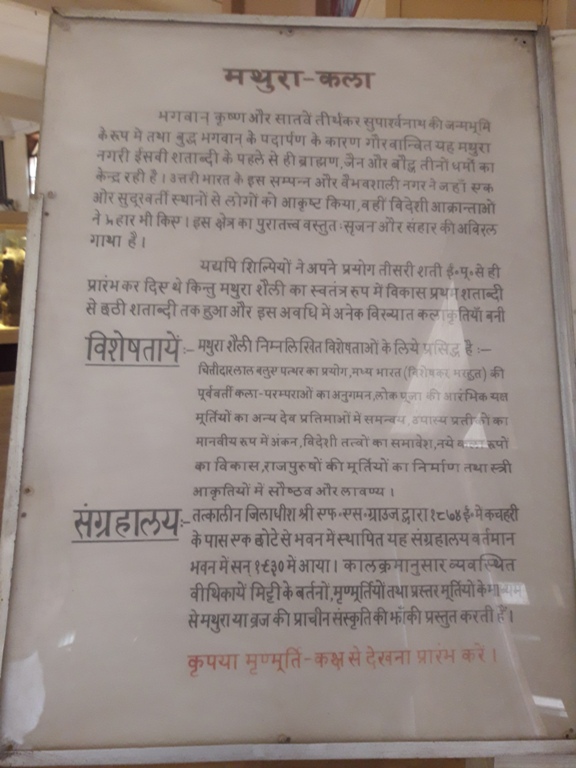 मथुरा-कला
भगवान कृष्ण और सातवें तीर्थंकर सुपार्श्वनाथ की जन्मभूमि
के रूप में तथा बुद्ध भगवान के पदार्पण के कारण गौरवान्वित यह मथुरा
नगरी ईसवी शताब्दी के पहले से ही ब्राह्मण, जैन और बौद्ध तीनो धर्मों का
केन्द्र रही है। उत्तरी भारत के इस सम्पन्न और वैभवशाली नगर ने जहाँ एक
ओर सुदूरवर्ती स्थानों से लोगों को आकृष्ट किया, वहीं विदेशी आक्रान्ताओ
ने प्रहार भी किए। इस क्षेत्र का पुरातत्त्व वस्तुतः सृजन और संहार की अविरल
गाथा है।
यद्यपि शिल्पियों ने अपने प्रयोग तीसरी शती ई॰पू॰ से ही
प्रारंभ कर दिए थे किन्तु मथुरा शैली का स्वतंत्र रूप में विकास प्रथम शताब्दी
से छठी शताब्दी तक हुआ और इस अवधि में अनेक विख्यात कलाकृतियाँ बनी
विशेषतायें:- मथुरा शैली निम्नलिखित विशेषताओं के लिये प्रसिद्ध है :-
चित्तीदार लाल बलुए पत्थर का प्रयोग, मध्य भारत (विशेषकर भरहुत) की
पूर्ववर्ती कला-परम्पराओं का अनुगमन, लोक पूजा की आरंभिक यक्ष
मूर्तियों का अन्य देव प्रतिमाओं में समन्वय, उपास्य प्रतीकों का
मानवीय रूप में अंकन, विदेशी तत्वों का समावेश, नये कला रूपों
का विकास, राजपुरुषों की मूर्तियों का निर्माण तथा स्त्री
आकृतियों में सौष्ठव और लावण्य।
संग्रहालय:- तत्कालीन जिलाधीश श्री एफ॰एस॰ग्राउज द्वारा १८७४ ई॰ मे कचहरी
के पास एक छोटे से भवन में स्थापित यह संग्रहालय वर्तमान
भवन में सन् १९३० में आया। कालक्रमानुसार व्यवस्थित
वीथिकायें मिट्टी के बर्तनों, मृण्मूर्तियों तथा प्रस्तर मूर्तियों के माध्यम
से मथुरा या ब्रज की प्राचीन संस्कृति की झाँकी प्रस्तुत करती हैं।
कृपया मृण्मूर्ति-कक्ष से देखना प्रारंभ करें।